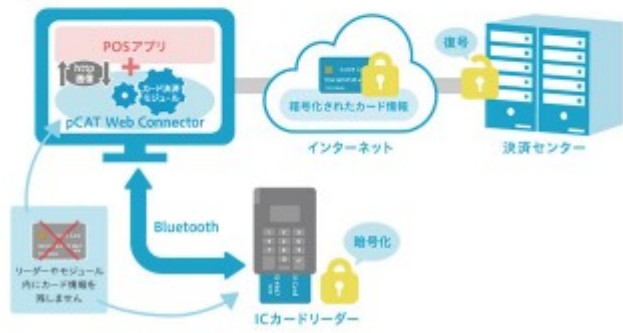 POSアプリ
http
通信
カード決済
モジュール
pCAT Web Connector
暗号化されたカード情報
インターネット
復号
決済センター
Bluetooth
リーダーやモジュール
内にカード情報を
残しません
暗号化
ICカードリーダー